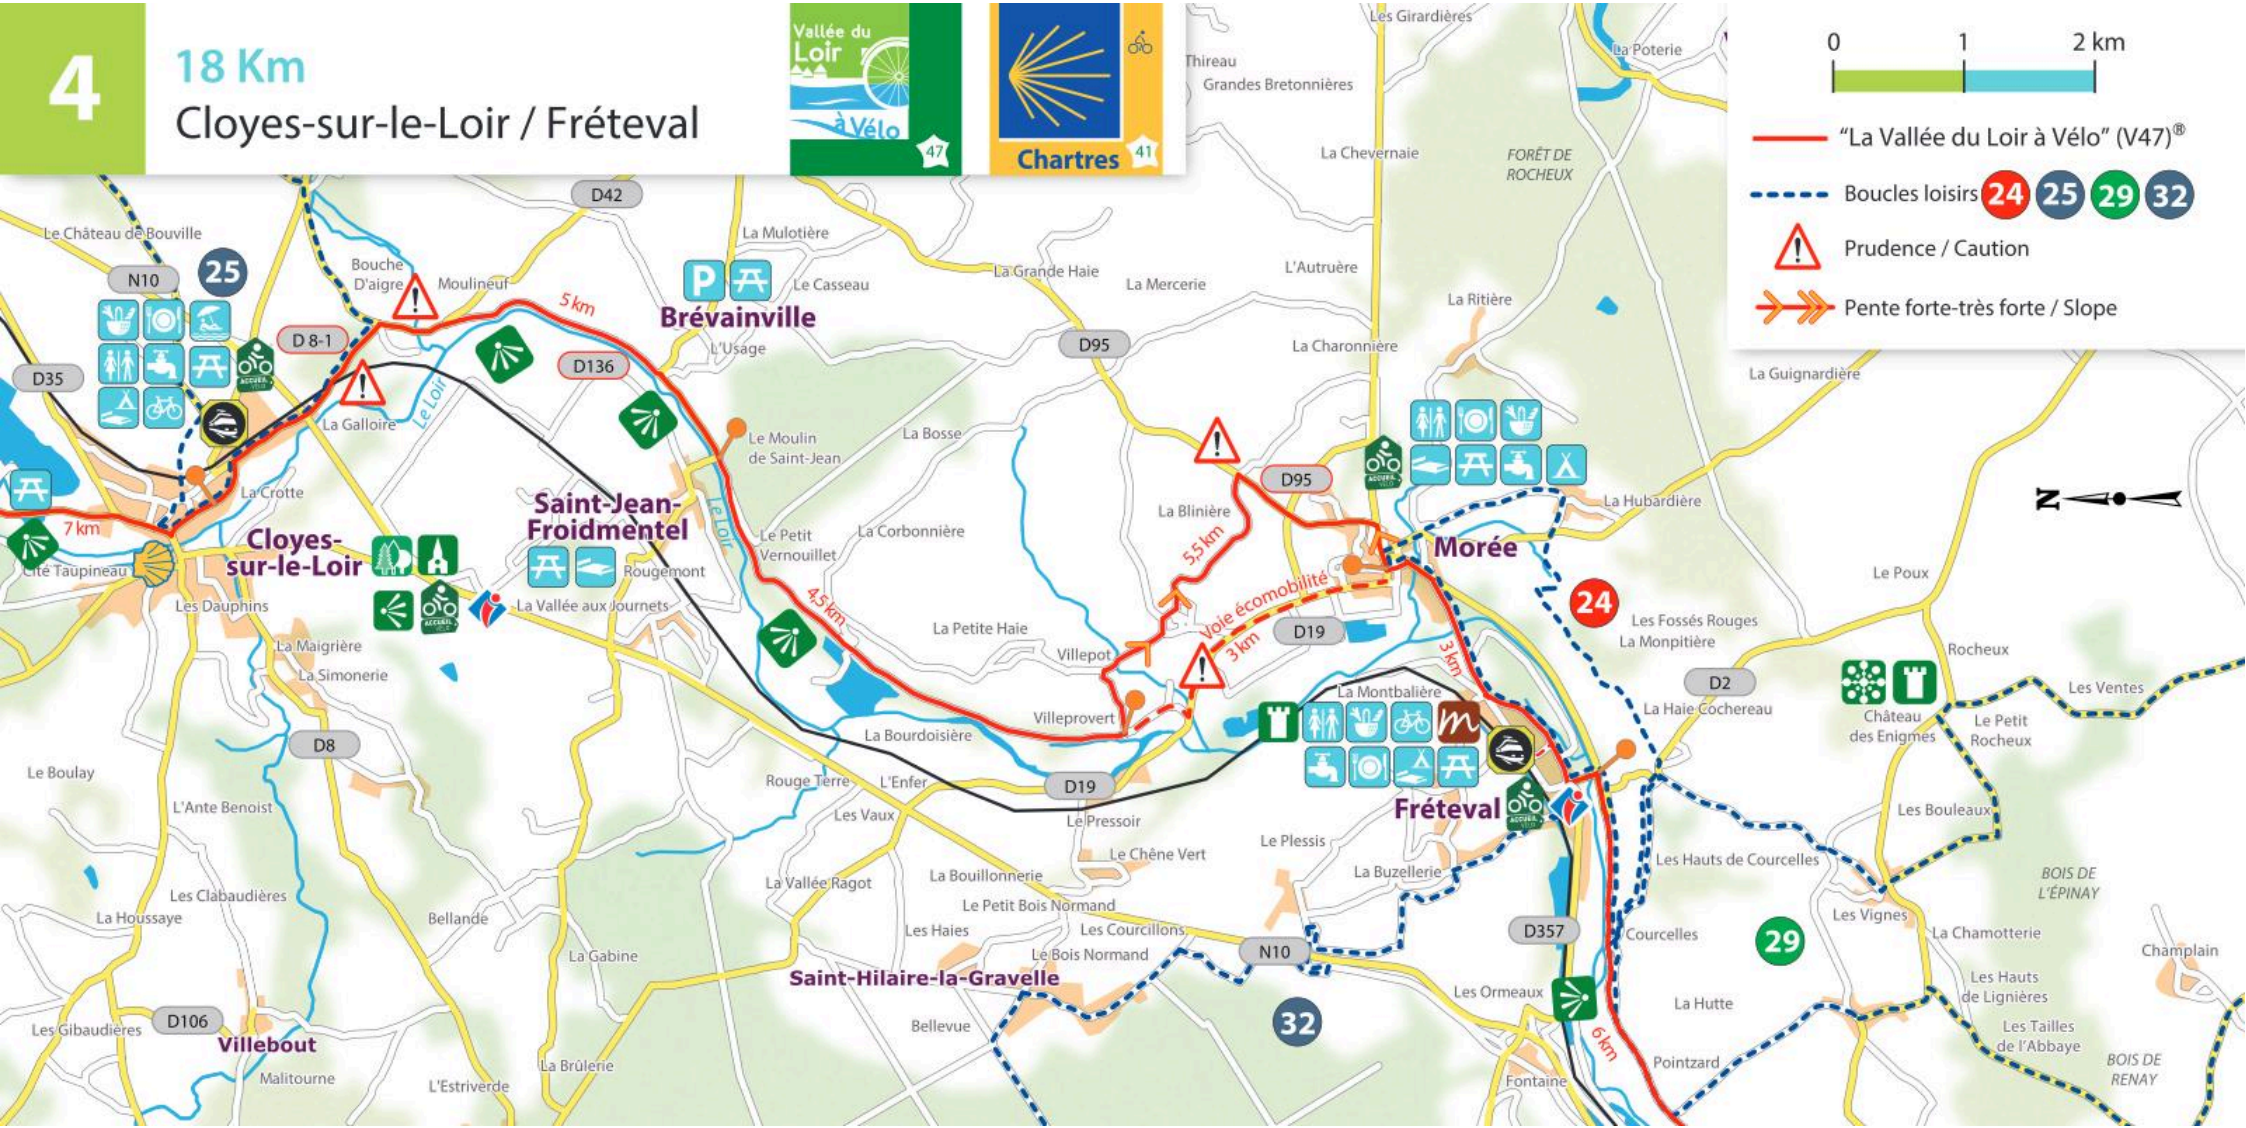 4
18 Km
Cloyes-sur-le-Loir / Fréteval
Vallée du
Loir
à Vélo
47
Chartres
41
0 1 2 km
“La Vallée du Loir à Vélo” (V47)®
Boucles loisirs 24 25 29 32
Prudence / Caution
Pente forte-très forte / Slope
Les Girardières
La Poterie
Thireau
Grandes Bretonnières
La Chevernaie
FORÊT DE
ROCHEUX
D42
Le Château de Bouville
N10
25
Bouche
D'aigre
Moulineuf
5 km
La Mulotière
Le Casseau
Brévainville
L'Usage
La Grande Haie
La Mercerie
L'Autruère
La Ritière
D 8-1
D136
D95
La Charonnière
La Guignardière
D35
ACCUEIL
VÉLO
La Galloire
Le Loir
Le Moulin
de Saint-Jean
La Bosse
La Crotte
7 km
Cité Taupineau
Cloyes-
sur-le-Loir
Saint-Jean-
Froidmentel
Le Loir
Le Petit
Vernouillet
La Corbonnière
La Blinière
D95
5,5 km
ACCUEIL
VÉLO
Morée
La Hubardière
N
Rougemont
Les Dauphins
ACCUEIL
La Vallée aux Journets
4,5 km
La Petite Haie
Villepot
Voie écomobilité
3 km
D19
24
Le Poux
Les Fossés Rouges
La Monpitière
La Maigrière
La Simonerie
3 km
D2
Rocheux
Les Ventes
La Montbalière
m
La Haie Cochereau
Château
des Enigmes
Le Petit
Rocheux
Villeprovert
La Bourdoisière
D8
Le Boulay
L'Ante Benoist
Rouge Terre
L'Enfer
D19
Les Vaux
Le Pressoir
Fréteval
ACCUEIL
VÉLO
Les Bouleaux
Le Plessis
Le Chêne Vert
La Buzellerie
Les Hauts de Courcelles
BOIS DE
L'ÉPINAY
La Vallée Ragot
La Bouillonnerie
Le Petit Bois Normand
Les Clabaudières
La Houssaye
Bellande
Les Haies
Les Courcillons
Le Bois Normand
N10
D357
Courcelles
29
Les Vignes
La Chamotterie
Champlain
La Gabine
Saint-Hilaire-la-Gravelle
Les Ormeaux
La Hutte
Les Hauts
de Lignières
Les Gibaudières
D106
Villebout
Bellevue
32
6 km
Les Tailles
de l'Abbaye
La Brûlerie
Malitourne
L'Estriverde
Fontaine
Pointzard
BOIS DE
RENAY
P